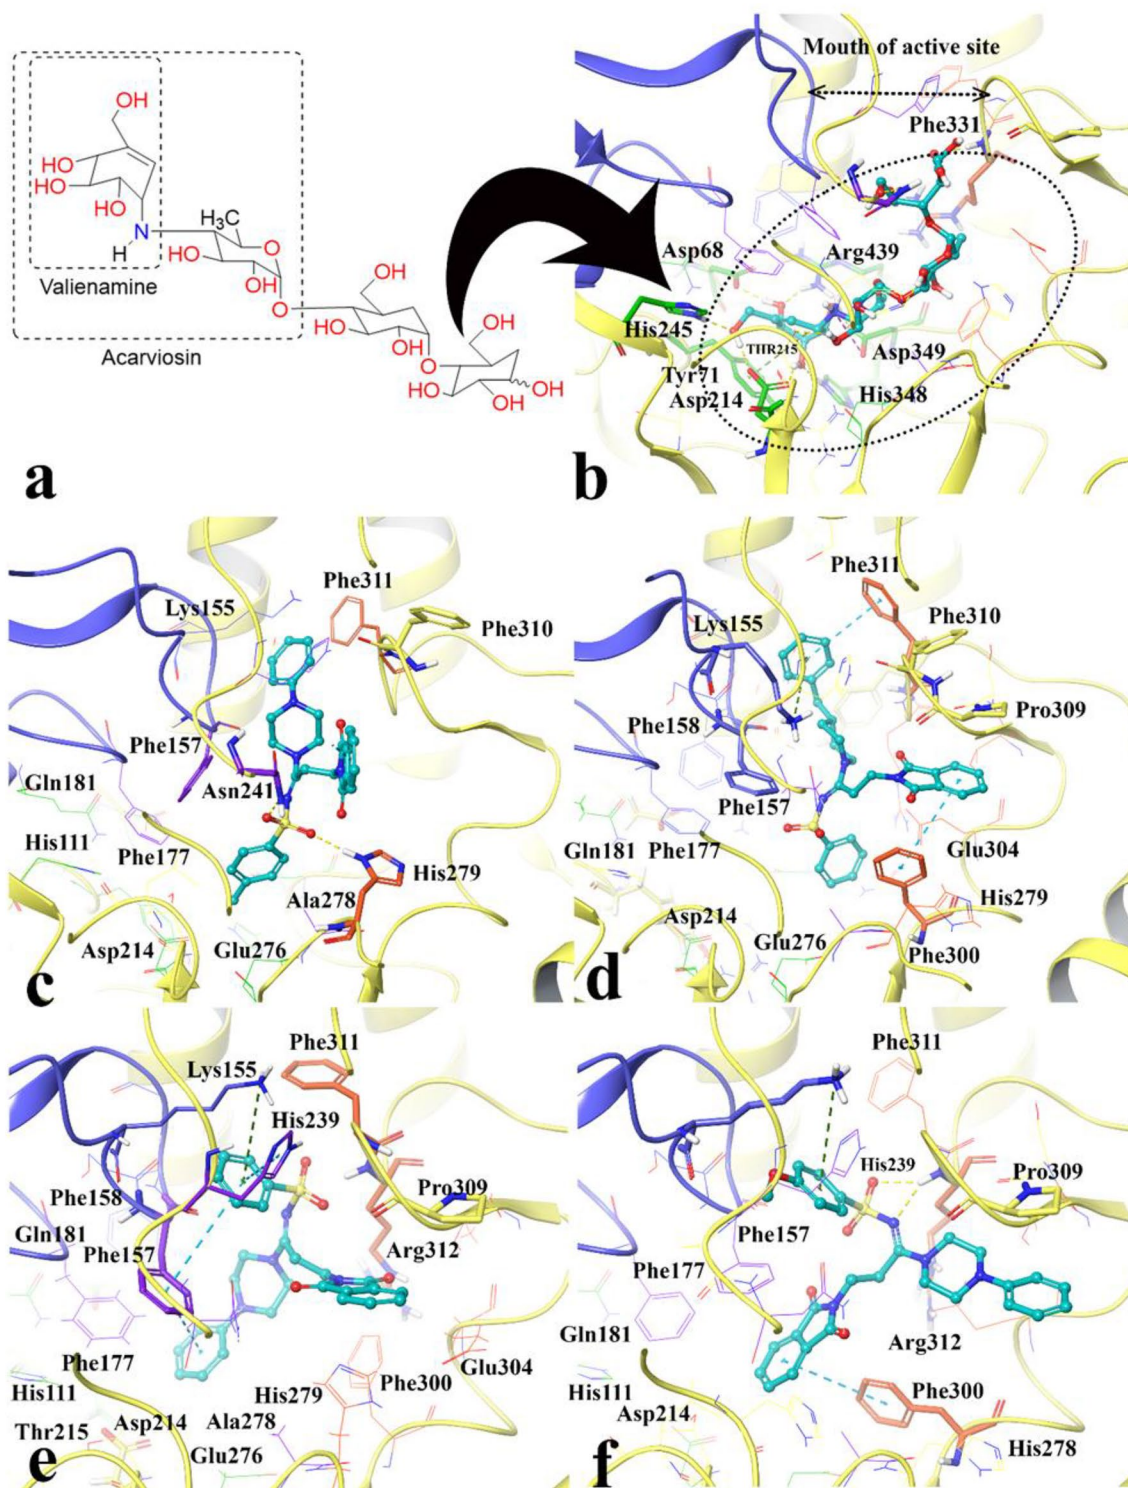 OH
HO
HO
OH
H₃C
N
H
O
HO
OH
O
Valienamine
Acarviosin
OH
HO
OH
O
OH
HO
OH
OH
a
Mouth of active site
Phe331
Asp68
Arg439
His245
THR215
Asp349
Tyr71
Asp214
His348
b
Phe311
Lys155
Phe310
Phe157
Gln181
Asn241
His111
Phe177
His279
Ala278
Asp214
Glu276
c
Phe311
Lys155
Phe310
Phe158
Pro309
Phe157
Gln181
Phe177
Glu304
His279
Asp214
Glu276
Phe300
d
Phe311
Lys155
His239
Phe158
Pro309
Gln181
Phe157
Arg312
Phe177
Glu304
His111
His279
Phe300
Thr215
Asp214
Ala278
Glu276
e
Phe311
His239
Pro309
Phe157
Phe177
Gln181
Arg312
His111
Phe300
Asp214
His278
f